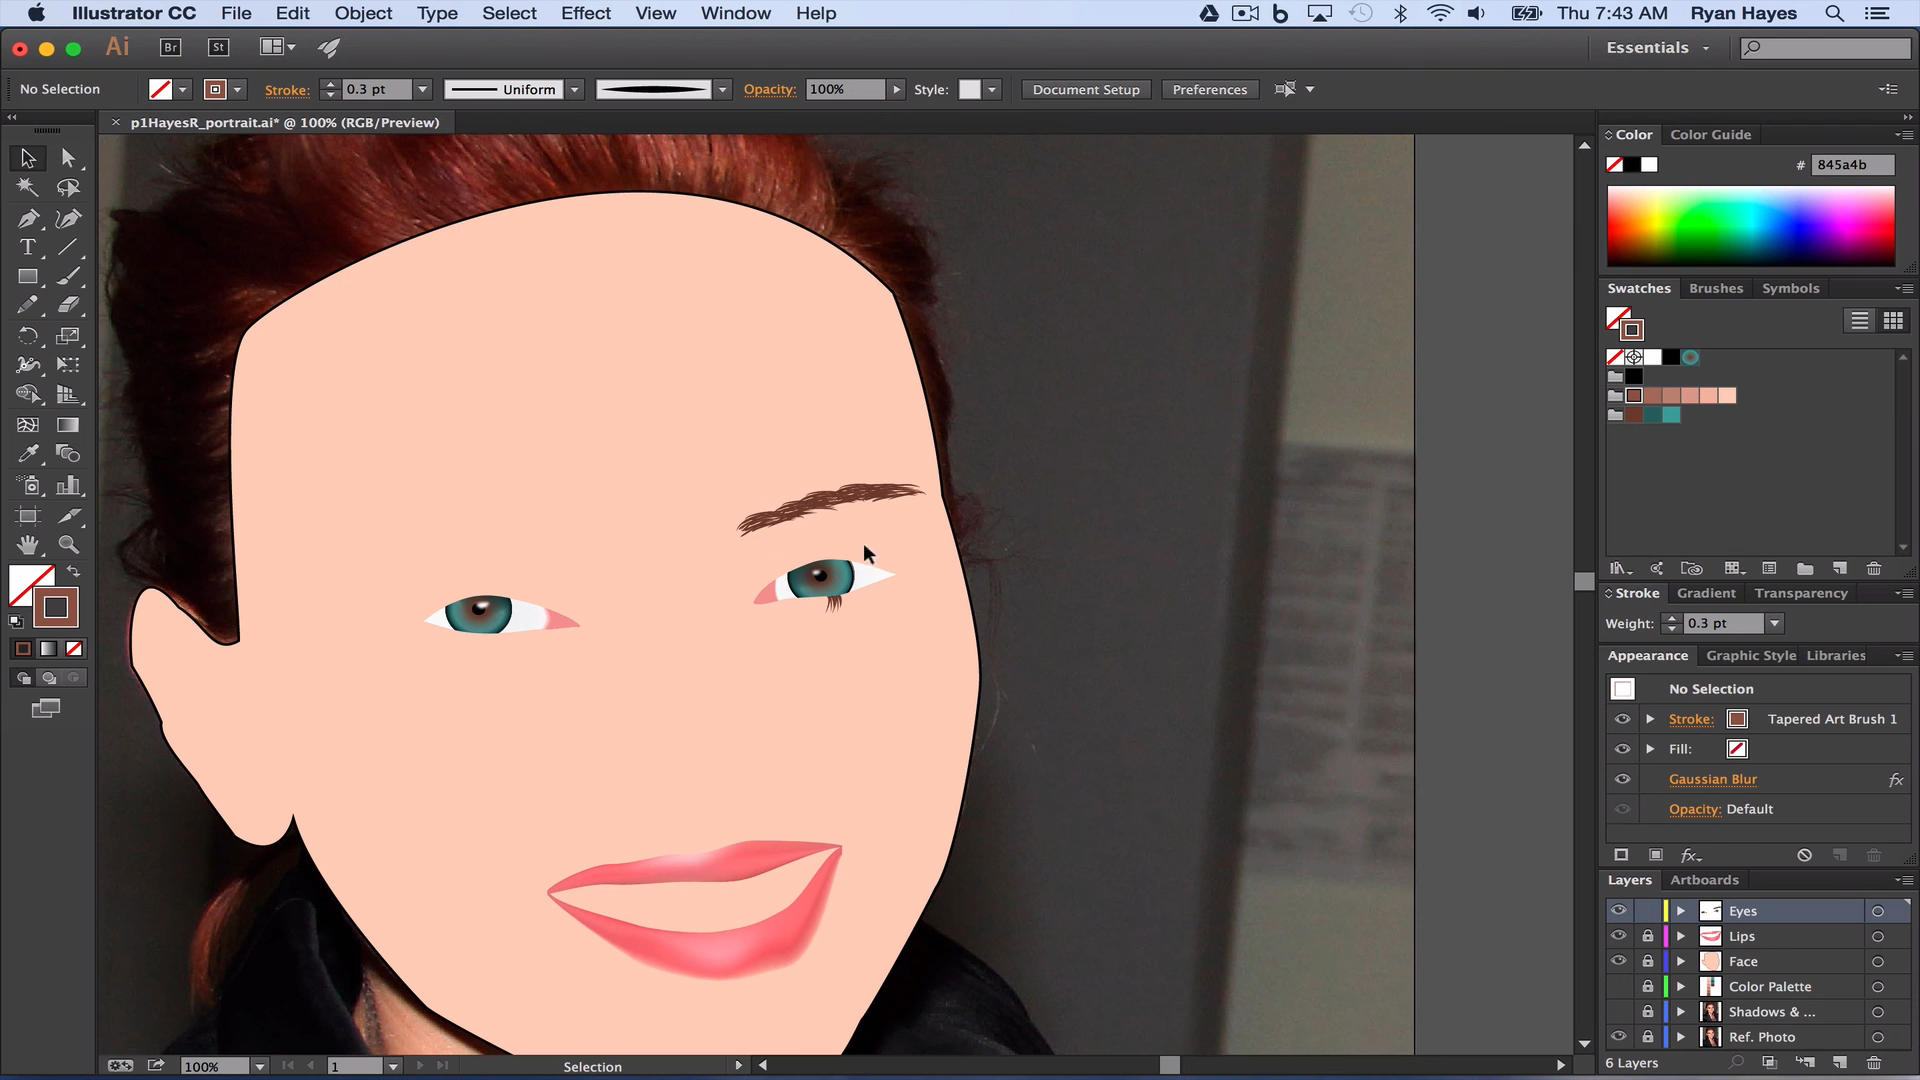 Illustrator CC File Edit Object Type Select Effect View Window Help Thu 7:43 AM Ryan Hayes
Ai Br St Essentials
No Selection Stroke: 0.3 pt Uniform Opacity: 100% Style: Document Setup Preferences
× p1HayesR_portrait.ai* @ 100% (RGB/Preview)
Color Color Guide
# 845a4b
Swatches Brushes Symbols
Stroke Gradient Transparency
Weight: 0.3 pt
Appearance Graphic Style Libraries
No Selection
Stroke: Tapered Art Brush 1
Fill:
Gaussian Blur fx
Opacity: Default
fx
Layers Artboards
Eyes
Lips
Face
Color Palette
Shadows & ...
Ref. Photo
6 Layers
100% 1 Selection